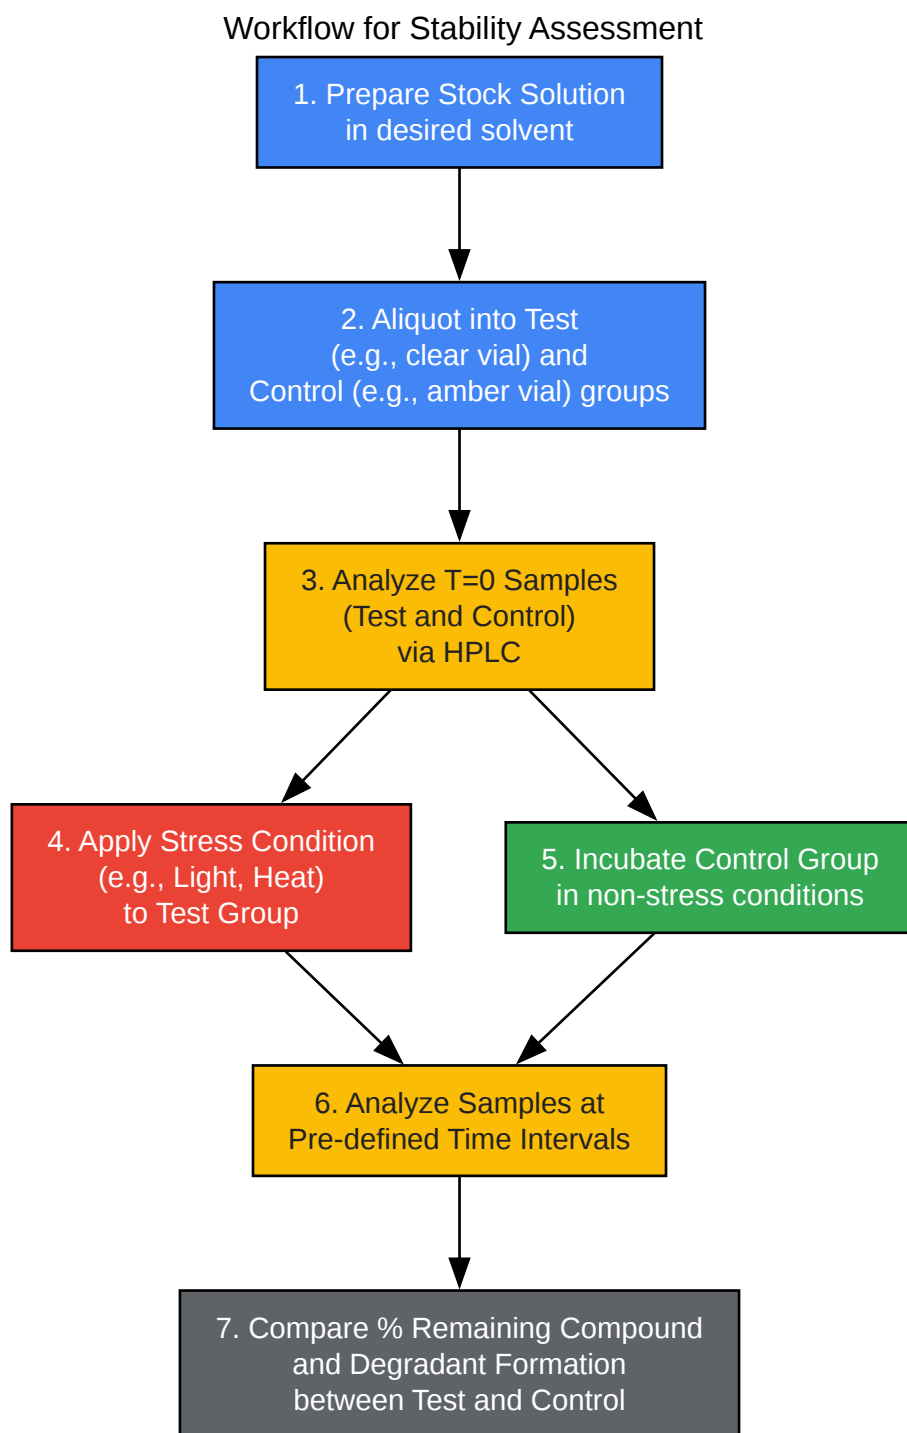 Workflow for Stability Assessment
1. Prepare Stock Solution
in desired solvent
2. Aliquot into Test
(e.g., clear vial) and
Control (e.g., amber vial) groups
3. Analyze T=0 Samples
(Test and Control)
via HPLC
4. Apply Stress Condition
(e.g., Light, Heat)
to Test Group
5. Incubate Control Group
in non-stress conditions
6. Analyze Samples at
Pre-defined Time Intervals
7. Compare % Remaining Compound
and Degradant Formation
between Test and Control